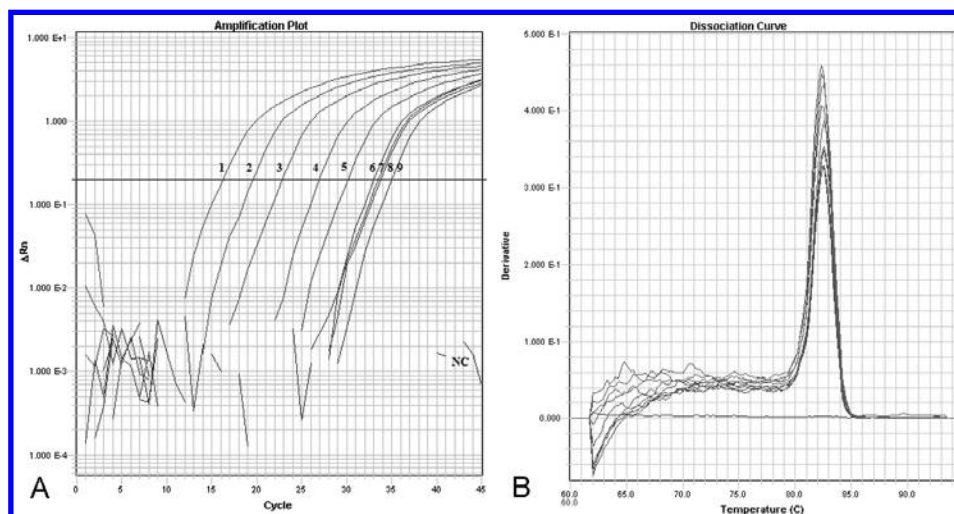 Amplification Plot
1.000 E+1
1.000
1.000 E-1
1.000 E-2
1.000 E-3
1.000 E-4
ΔRn
1 2 3 4 5 6 7 8 9
NC
0 5 10 15 20 25 30 35 40 45
Cycle
A
Dissociation Curve
5.000 E-1
4.000 E-1
3.000 E-1
2.000 E-1
1.000 E-1
0.000
Derivative
60.0 65.0 70.0 75.0 80.0 85.0 90.0
60.0
Temperature (C)
B